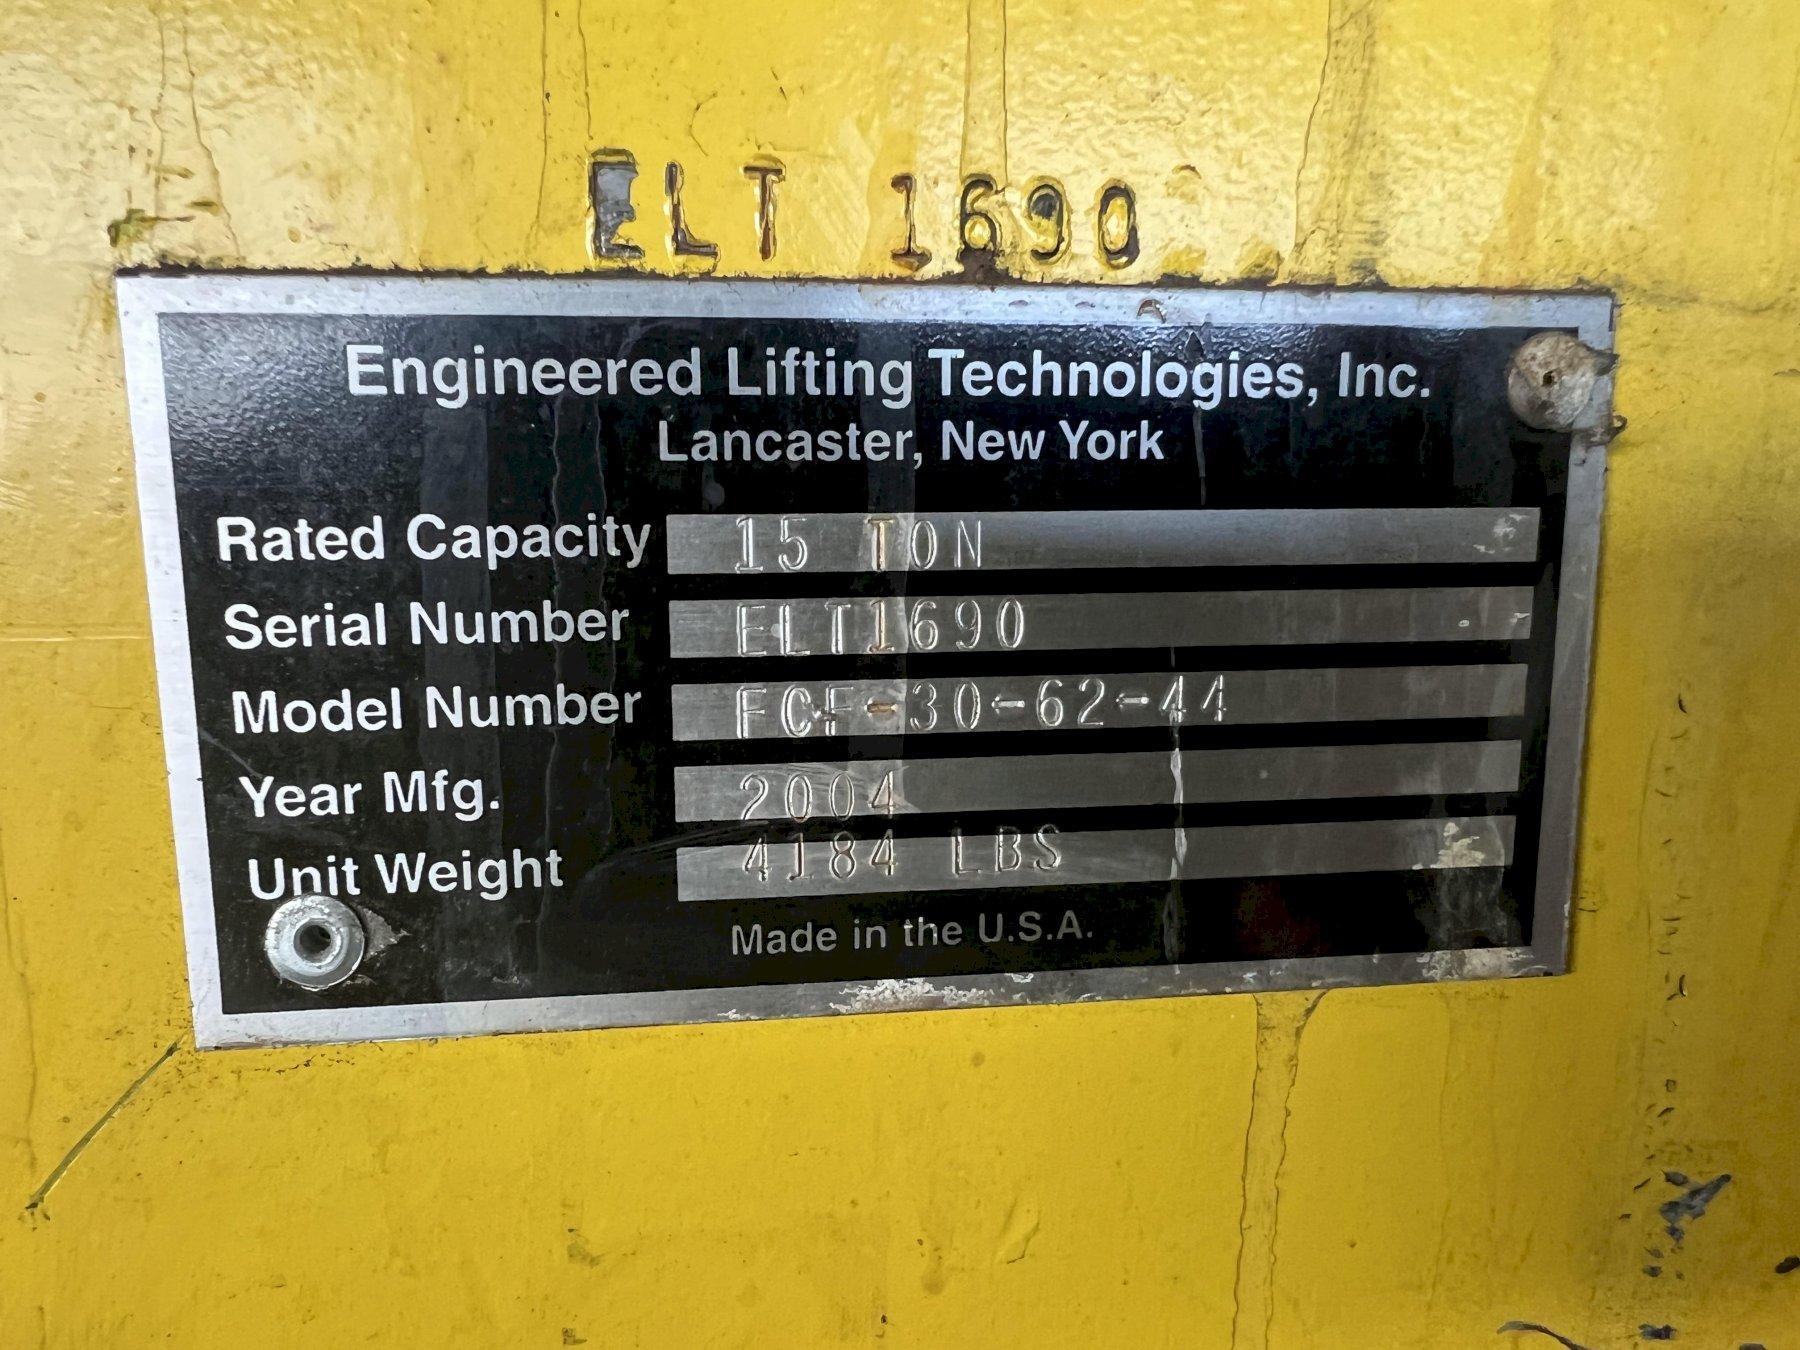 ELT 1690
Engineered Lifting Technologies, Inc.
Lancaster, New York
Rated Capacity 15 TON
Serial Number ELT1690
Model Number FCF-30-62-44
Year Mfg. 2004
Unit Weight 4184 LBS
Made in the U.S.A.